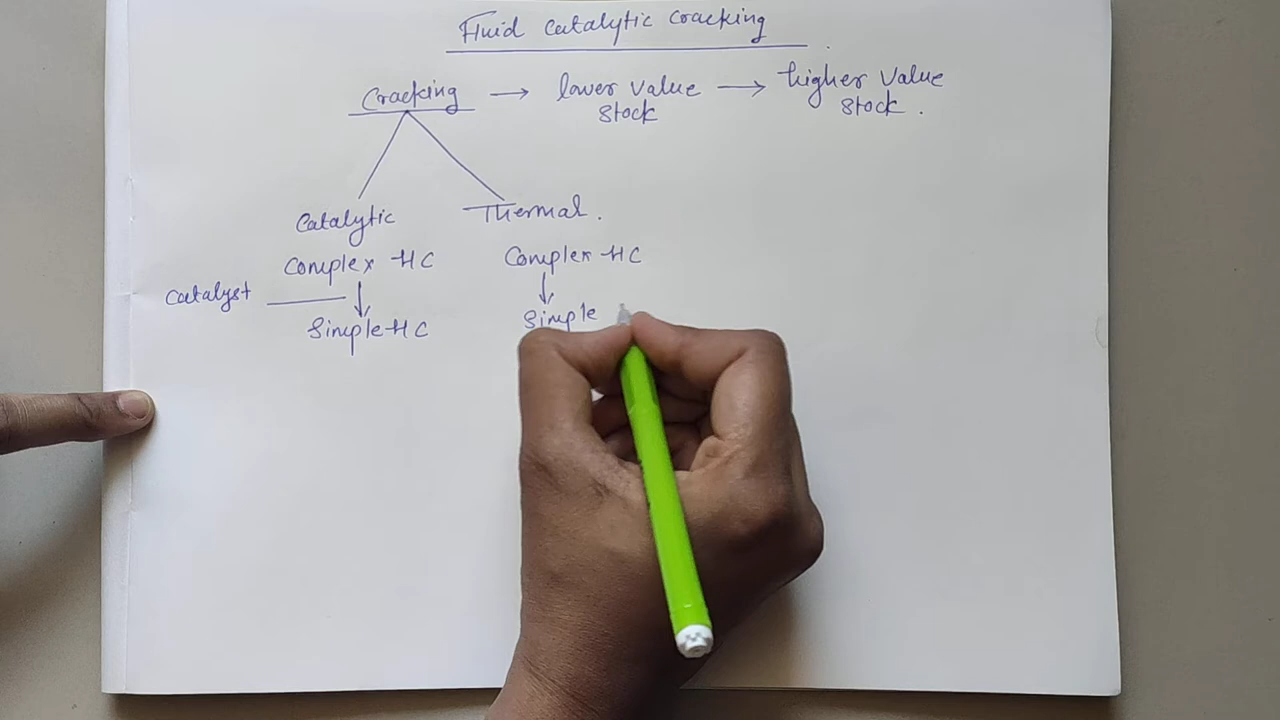 Fluid Catalytic Cracking
Cracking → lower value stock → higher value stock.
Catalytic Thermal.
Complex HC Complex HC
Catalyst
Simple HC Simple